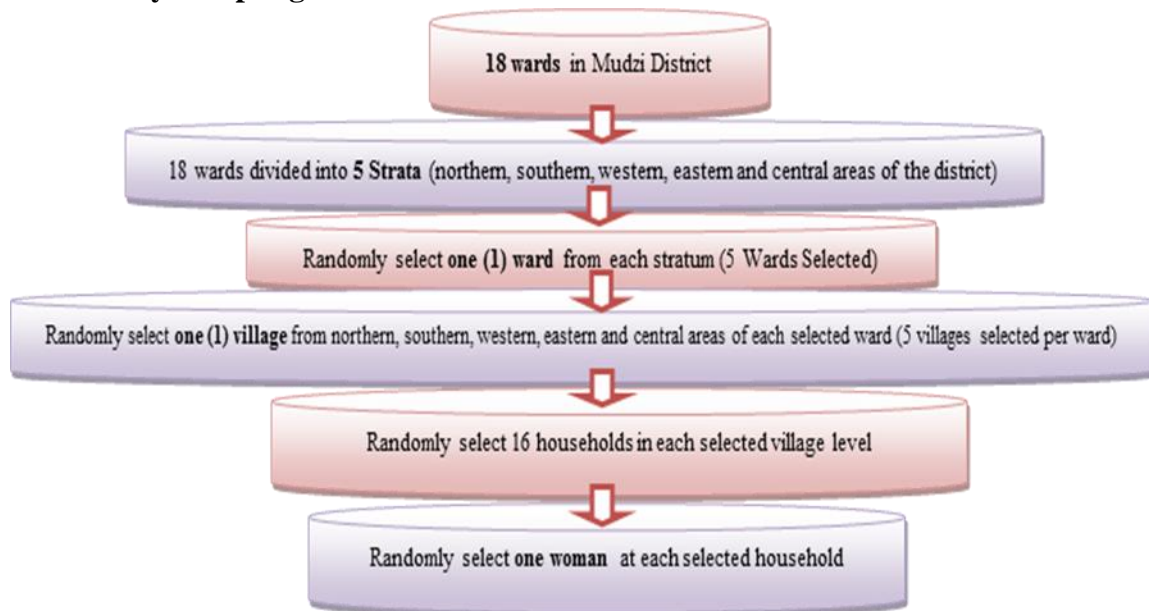 18 wards in Mudzi District
18 wards divided into 5 Strata (northern, southern, western, eastern and central areas of the district)
Randomly select one (1) ward from each stratum (5 Wards Selected)
Randomly select one (1) village from northern, southern, western, eastern and central areas of each selected ward (5 villages selected per ward)
Randomly select 16 households in each selected village level
Randomly select one woman at each selected household